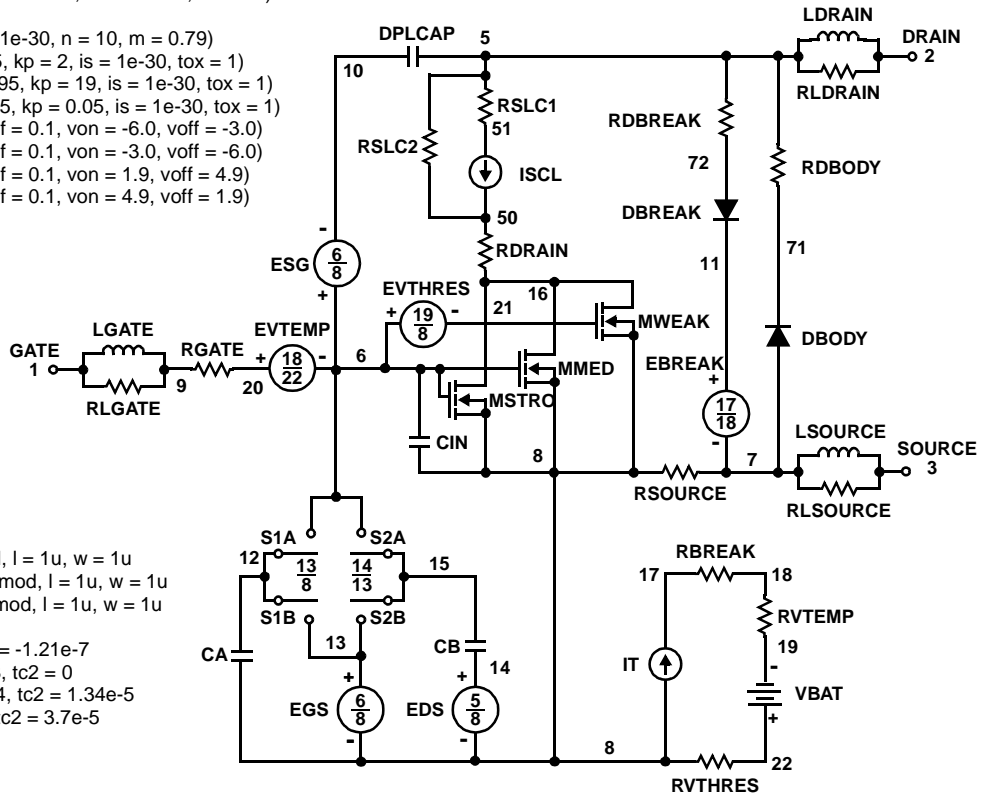 1e-30, n = 10, m = 0.79)
kp = 2, is = 1e-30, tox = 1)
95, kp = 19, is = 1e-30, tox = 1)
5, kp = 0.05, is = 1e-30, tox = 1)
f = 0.1, von = -6.0, voff = -3.0)
f = 0.1, von = -3.0, voff = -6.0)
f = 0.1, von = 1.9, voff = 4.9)
f = 0.1, von = 4.9, voff = 1.9)
LDRAIN
DPLCAP
5
DRAIN
2
10
RLDRAIN
RSLC1
51
RDBREAK
RSLC2
72
RDBODY
ISCL
DBREAK
50
RDRAIN
71
-
ESG
6
8
+
11
EVTHRES
+
19
8
-
16
21
MWEAK
LGATE
EVTEMP
GATE
1
RGATE
+
18
22
-
6
MMED
EBREAK
+
DBODY
9
20
RLGATE
MSTRO
17
18
-
CIN
LSOURCE
8
7
SOURCE
3
RSOURCE
RLSOURCE
S1A
S2A
12
13
8
14
13
15
S1B
S2B
13
CA
CB
14
+
EGS
6
8
-
+
EDS
5
8
-
RBREAK
17
18
RVTEMP
19
-
IT
VBAT
+
8
22
RVTHRES
l = 1u, w = 1u
mod, l = 1u, w = 1u
mod, l = 1u, w = 1u
= -1.21e-7
, tc2 = 0
4, tc2 = 1.34e-5
tc2 = 3.7e-5